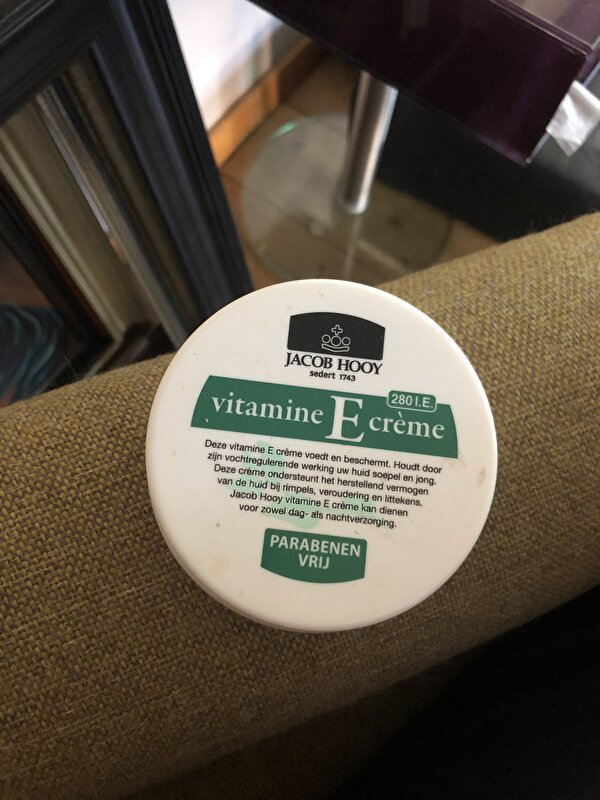 JACOB HOOY
sedert 1743
280 I.E.
vitamine E crème
Deze vitamine E crème voedt en beschermt. Houdt door
zijn vochtregulerende werking uw huid soepel en jong.
Deze crème ondersteunt het herstellend vermogen
van de huid bij rimpels, veroudering en littekens.
Jacob Hooy vitamine E crème kan dienen
voor zowel dag- als nachtverzorging.
PARABENEN
VRIJ